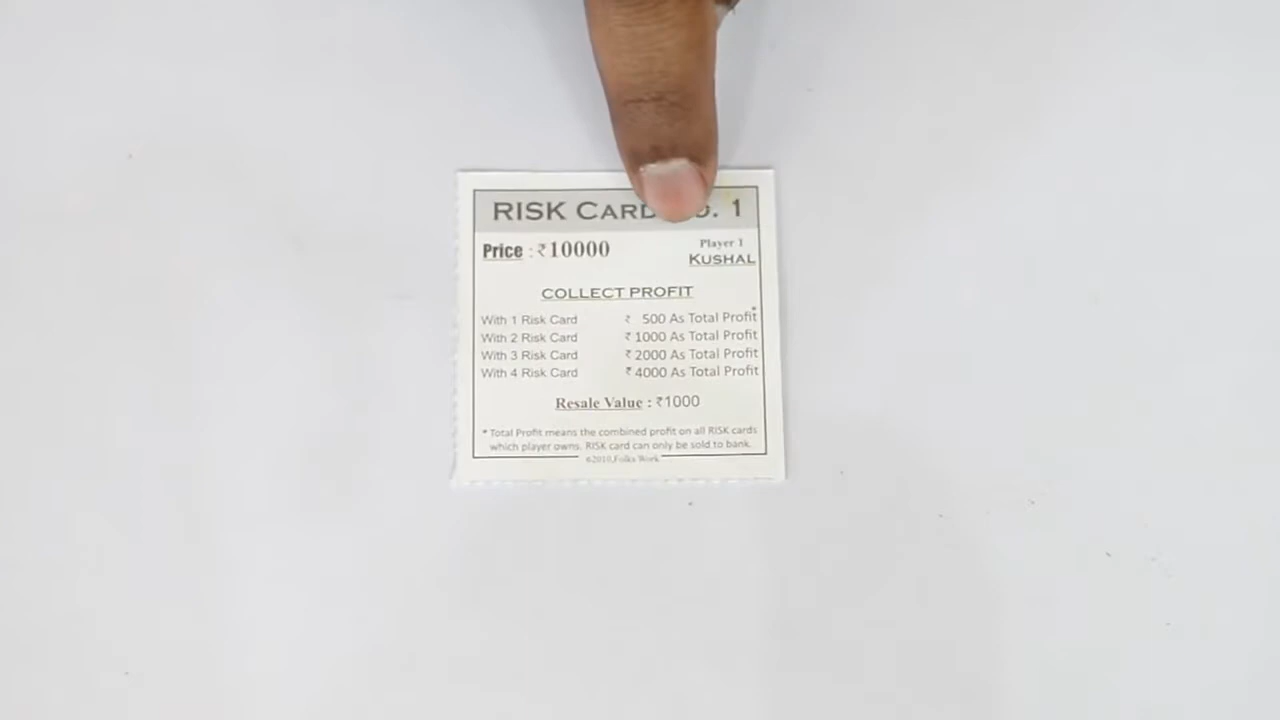 RISK CARD . 1
Price : ₹10000
Player 1
KUSHAL
COLLECT PROFIT
With 1 Risk Card ₹ 500 As Total Profit*
With 2 Risk Card ₹ 1000 As Total Profit
With 3 Risk Card ₹ 2000 As Total Profit
With 4 Risk Card ₹ 4000 As Total Profit
Resale Value : ₹1000
* Total Profit means the combined profit on all RISK cards
which player owns. RISK card can only be sold to bank.
©2010,Folks Work